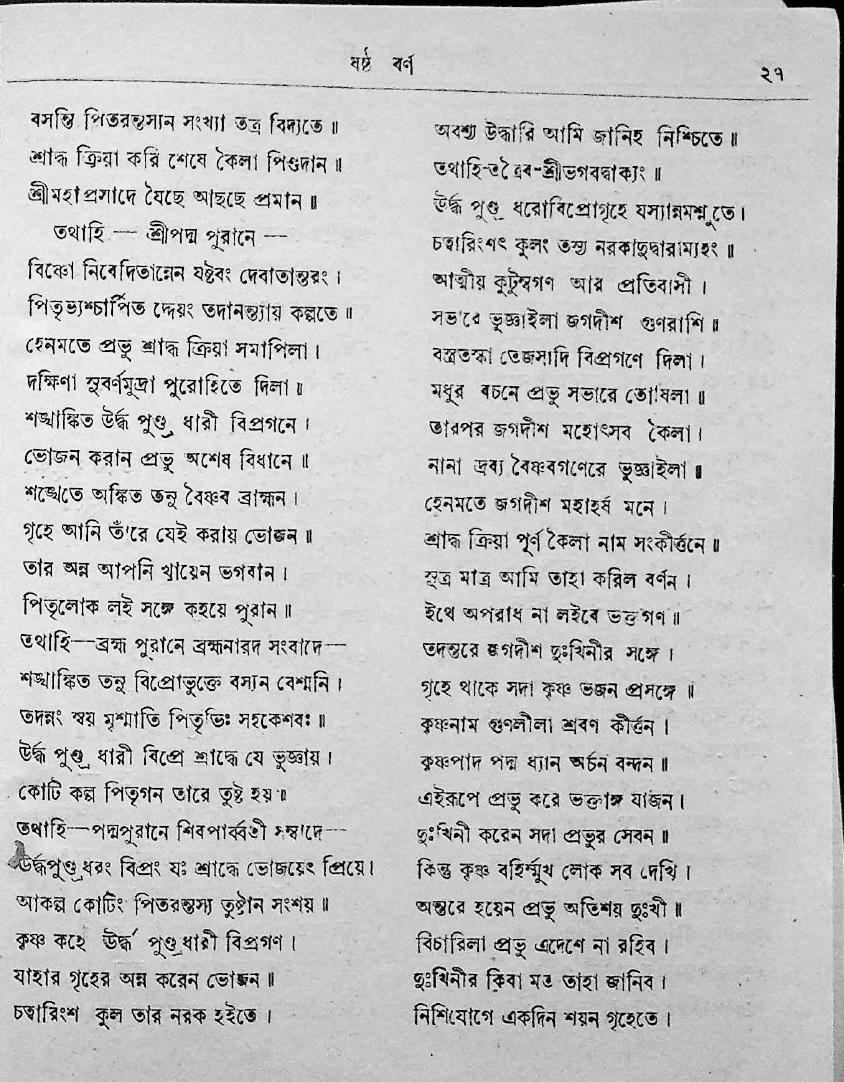 ষষ্ঠ বর্ণ
২৭
বসন্তি পিতরন্তস্যান সংখ্যা তত্র বিদ্যতে ॥
শ্রাদ্ধ ক্রিয়া করি শেষে কৈলা পিণ্ডদান ॥
শ্রীমহাপ্রসাদে যৈছে আছছে প্রমান ॥
তথাহি — শ্রীপদ্ম পুরানে —
বিষ্ণো নিবেদিতান্নেন যষ্টবং দেবাতান্তরং ।
পিতৃভ্যশ্চার্পিত দ্দেয়ং তদানন্ত্যায় কল্পতে ॥
হেনমতে প্রভু শ্রাদ্ধ ক্রিয়া সমাপিলা ।
দক্ষিণা সুবর্ণমুদ্রা পুরোহিতে দিলা ॥
শঙ্খাঙ্কিত উর্দ্ধ পুণ্ড্র ধারী বিপ্রগনে ।
ভোজন করান প্রভু অশেষ বিধানে ॥
শঙ্খেতে অঙ্কিত তনু বৈষ্ণব ব্রাহ্মন ।
গৃহে আনি তাঁরে যেই করায় ভোজন ॥
তার অন্ন আপনি খায়েন ভগবান ।
পিতৃলোক লই সঙ্গে কহয়ে পুরান ॥
তথাহি—ব্রহ্ম পুরানে ব্রহ্মনারদ সংবাদে—
শঙ্খাঙ্কিত তনু বিপ্রোভুক্তে বস্যন বেশ্মনি ।
তদন্নং স্বয় মৃশ্মাতি পিতৃভিঃ সহকেশবঃ ॥
উর্দ্ধ পুণ্ড্র ধারী বিপ্রে শ্রাদ্ধে যে ভুজ্ঞায় ।
কোটি কল্প পিতৃগন তারে তুষ্ট হয় ॥
তথাহি—পদ্মপুরানে শিবপার্ব্বতী সম্বাদে—
উর্দ্ধপুণ্ড্রধরং বিপ্রং যঃ শ্রাদ্ধে ভোজয়েৎ প্রিয়ে ।
আকল্প কোটিং পিতরন্তস্য তুষ্টান সংশয় ॥
কৃষ্ণ কহে উর্দ্ধ পুণ্ড্রধারী বিপ্রগণ ।
যাহার গৃহের অন্ন করেন ভোজন ॥
চত্বারিংশ কুল তার নরক হইতে ।
অবশ্য উদ্ধারি আমি জানিহ নিশ্চিতে ॥
তথাহি-তত্রৈব-শ্রীভগবদ্বাক্যং ॥
উর্দ্ধ পুণ্ড্র ধরোবিপ্রোগৃহে যস্যান্নমশ্নুতে ।
চত্বারিংশৎ কুলং তস্য নরকাদুদ্বারাম্যহং ॥
আত্মীয় কুটুম্বগণ আর প্রতিবাসী ।
সভারে ভুজ্ঞাইলা জগদীশ গুণরাশি ॥
বস্ত্রতঙ্কা তেজসাদি বিপ্রগণে দিলা ।
মধুর বচনে প্রভু সভারে তোষিলা ॥
তারপর জগদীশ মহোৎসব কৈলা ।
নানা দ্রব্য বৈষ্ণবগণেরে ভুজ্ঞাইলা ॥
হেনমতে জগদীশ মহাহর্ষ মনে ।
শ্রাদ্ধ ক্রিয়া পূর্ণ কৈলা নাম সংকীর্ত্তনে ॥
সূত্র মাত্র আমি তাহা করিল বর্ণন ।
ইথে অপরাধ না লইবে ভক্তগণ ॥
তদন্তরে জগদীশ দুঃখিনীর সঙ্গে ।
গৃহে থাকে সদা কৃষ্ণ ভজন প্রসঙ্গে ॥
কৃষ্ণনাম গুণলীলা শ্রবণ কীর্ত্তন ।
কৃষ্ণপাদ পদ্ম ধ্যান অর্চন বন্দন ॥
এইরূপে প্রভু করে ভক্তাঙ্গ যাজন ।
দুঃখিনী করেন সদা প্রভুর সেবন ॥
কিন্তু কৃষ্ণ বহির্ম্মুখ লোক সব দেখি ।
অন্তরে হয়েন প্রভু অতিশয় দুঃখী ॥
বিচারিলা প্রভু এদেশে না রহিব ।
দুঃখিনীর কিবা মত তাহা জানিব ।
নিশিযোগে একদিন শয়ন গৃহেতে ।